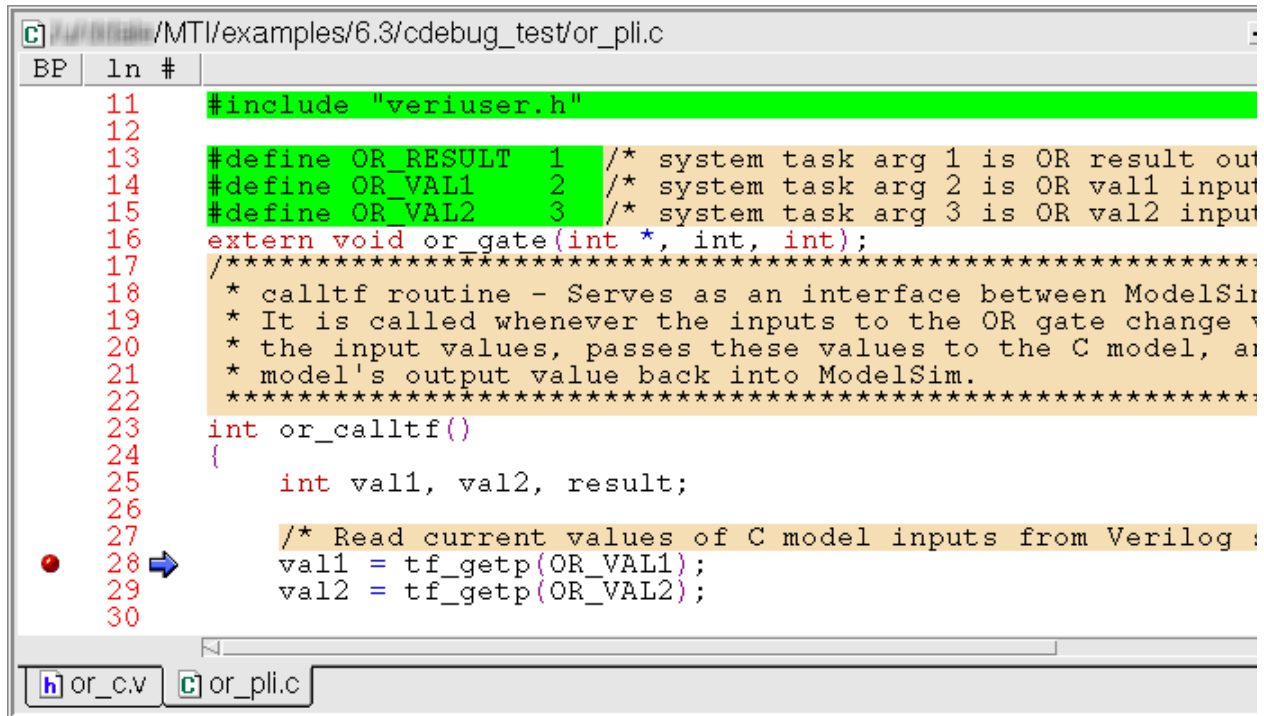 /MTI/examples/6.3/cdebug_test/or_pli.c
BP ln #
11 #include "veriuser.h"
12
13 #define OR_RESULT 1 /* system task arg 1 is OR result
14 #define OR_VAL1 2 /* system task arg 2 is OR val1 input
15 #define OR_VAL2 3 /* system task arg 3 is OR val2 input
16 extern void or_gate(int *, int, int);
17 /***********************************************************
18 * calltf routine - Serves as an interface between
19 * It is called whenever the inputs to the OR gate change
20 * the input values, passes these values to the C model,
21 * model's output value back into ModelSim.
22 ***********************************************************
23 int or_calltf()
24 {
25 int val1, val2, result;
26
27 /* Read current values of C model inputs from Verilog
28 val1 = tf_getp(OR_VAL1);
29 val2 = tf_getp(OR_VAL2);
30
h or_c.v C or_pli.c